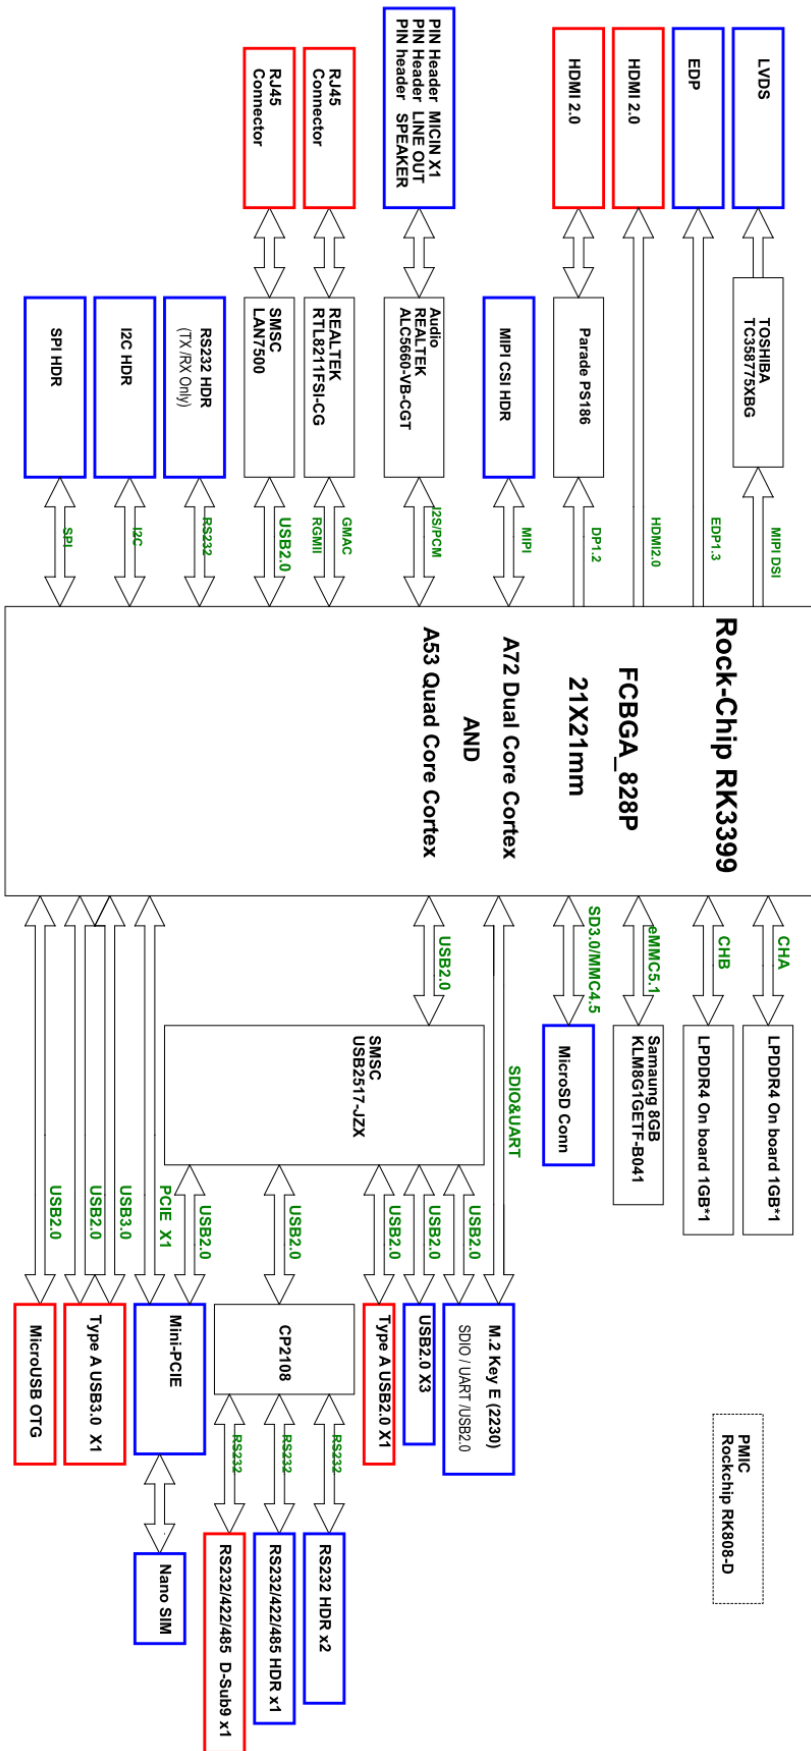 LVDS
EDP
HDMI 2.0
HDMI 2.0
PIN Header  MICIN X1
PIN Header  LINE OUT
PIN header   SPEAKER
RJ45
Connector
RJ45
Connector
TOSHIBA
TC358775XBG
Parade PS186
MIPI CSI HDR
Audio
REALTEK
ALC5660-VB-CGT
REALTEK
RTL8211FSI-CG
SMSC
LAN7500
RS232 HDR
(TX /RX Only)
I2C HDR
SPI HDR
MIPI DSI
EDP1.3
HDMI2.0
DP1.2
MIPI
I2S/PCM
GMAC
RGMII
USB2.0
RS232
I2C
SPI
Rock-Chip RK3399
FCBGA_828P
21X21mm
A72 Dual Core Cortex
AND
A53 Quad Core Cortex
CHA
CHB
eMMC5.1
SD3.0/MMC4.5
SDIO&UART
USB2.0
LPDDR4 On board 1GB*1
LPDDR4 On board 1GB*1
Samaung 8GB
KLM8G1GETF-B041
MicroSD Conn
SMSC
USB2517-JZX
USB2.0
USB2.0
USB2.0
USB2.0
USB2.0
PCIE  X1
USB3.0
USB2.0
USB2.0
M.2 Key E (2230)
SDIO / UART /USB2.0
USB2.0 X3
Type A USB2.0 X1
CP2108
Mini-PCIE
Type A USB3.0  X1
MicroUSB OTG
PMIC
Rockchip RK808-D
RS232
RS232
RS232
RS232 HDR x2
RS232/422/485 HDR x1
RS232/422/485  D-Sub9 x1
Nano SIM